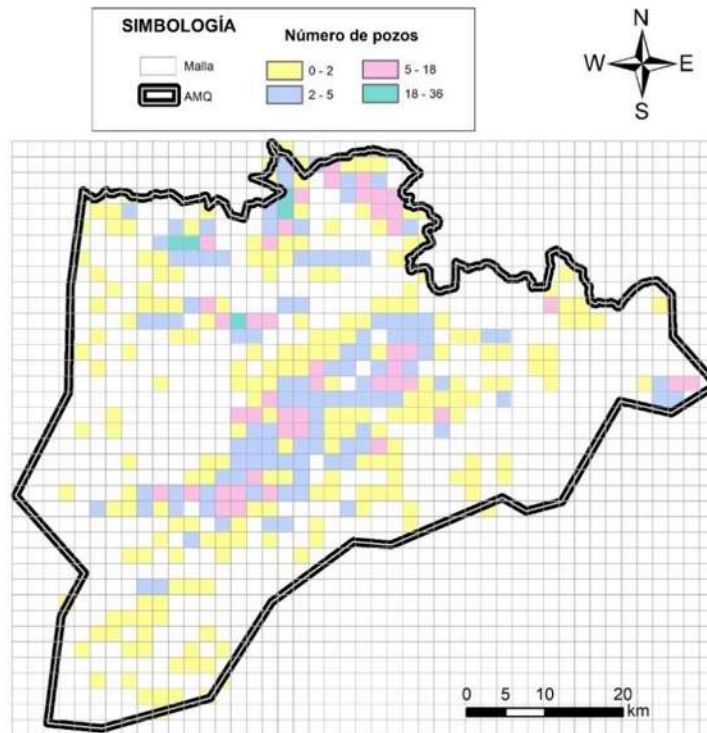 SIMBOLOGÍA
Número de pozos
Malla
AMQ
0 - 2
2 - 5
5 - 18
18 - 36
N
W E
S
0 5 10 20
km